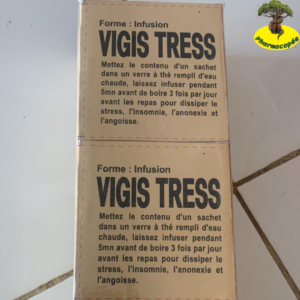 Pharmacopée
Forme : Infusion
VIGIS TRESS
Mettez le contenu d'un sachet
dans un verre à thé rempli d'eau
chaude, laissez infuser pendant
5mn avant de boire 3 fois par jour
avant les repas pour dissiper le
stress, l'insomnie, l'anonexie et
l'angoisse.
Forme : Infusion
VIGIS TRESS
Mettez le contenu d'un sachet
dans un verre à thé rempli d'eau
chaude, laissez infuser pendant
5mn avant de boire 3 fois par jour
avant les repas pour dissiper le
stress, l'insomnie, l'anonexie et
l'angoisse.